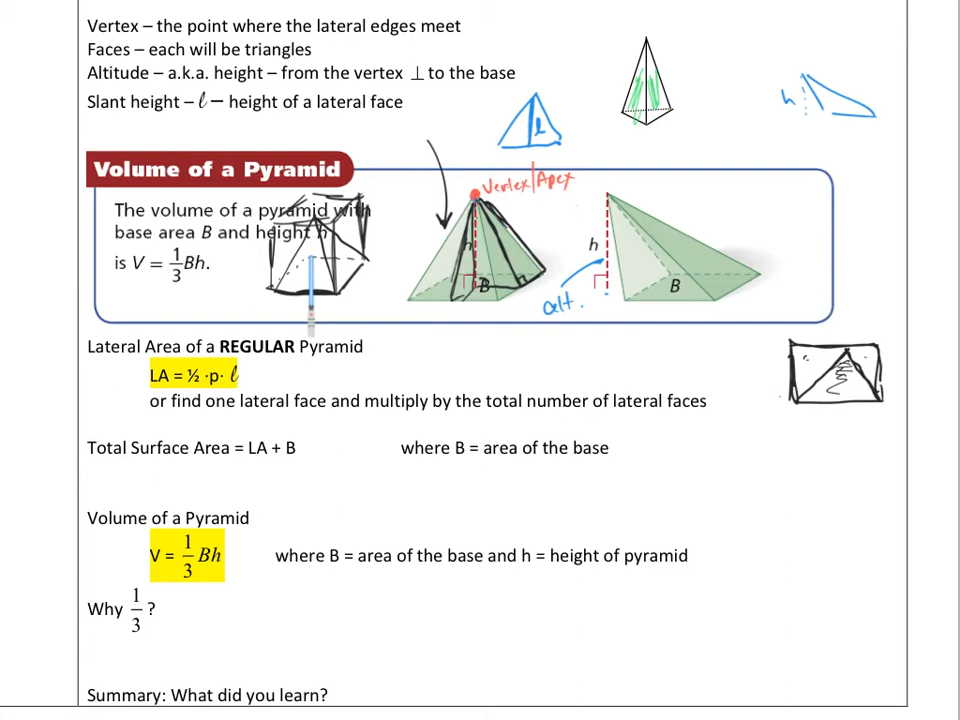 Vertex – the point where the lateral edges meet
Faces – each will be triangles
Altitude – a.k.a. height – from the vertex ⊥ to the base
Slant height – ℓ – height of a lateral face
h
l
Volume of a Pyramid
Vertex/Apex
The volume of a pyramid with
base area B and height h
is V = 1/3 Bh.
h
B
h
B
alt.
Lateral Area of a REGULAR Pyramid
LA = ½ ·p· ℓ
or find one lateral face and multiply by the total number of lateral faces
Total Surface Area = LA + B where B = area of the base
Volume of a Pyramid
V = 1/3 Bh where B = area of the base and h = height of pyramid
Why 1/3 ?
Summary: What did you learn?